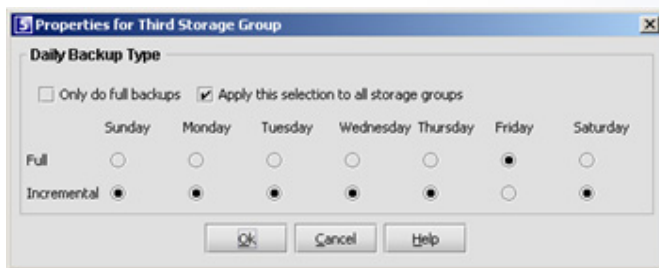 Properties for Third Storage Group
Daily Backup Type
Only do full backups Apply this selection to all storage groups
Sunday Monday Tuesday Wednesday Thursday Friday Saturday
Full
Incremental
Ok Cancel Help